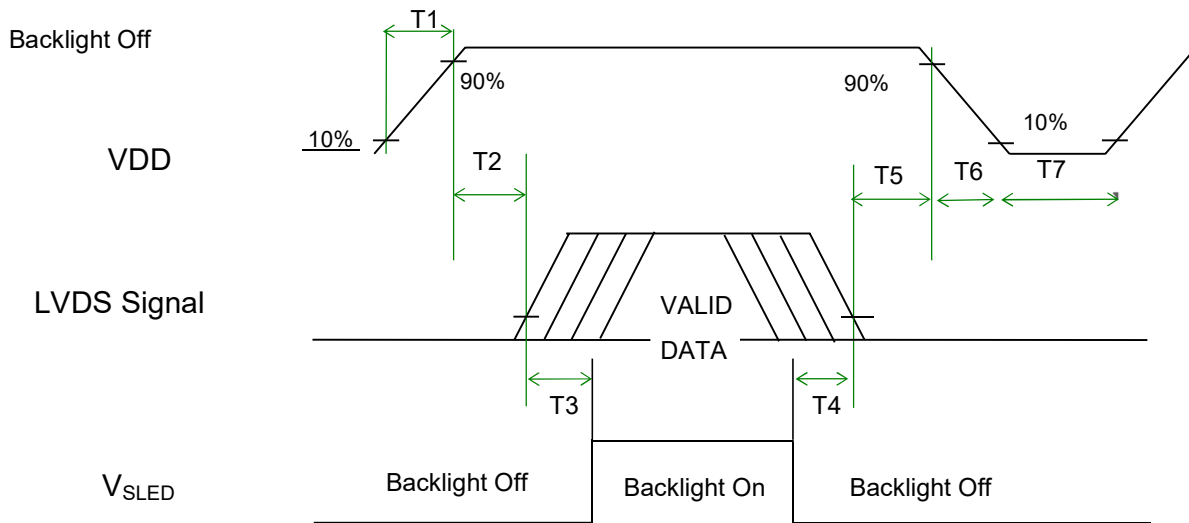 T1
Backlight Off
90%
90%
10%
10%
VDD
T2
T5
T6
T7
LVDS Signal
VALID
DATA
T3
T4
VSLED
Backlight Off
Backlight On
Backlight Off